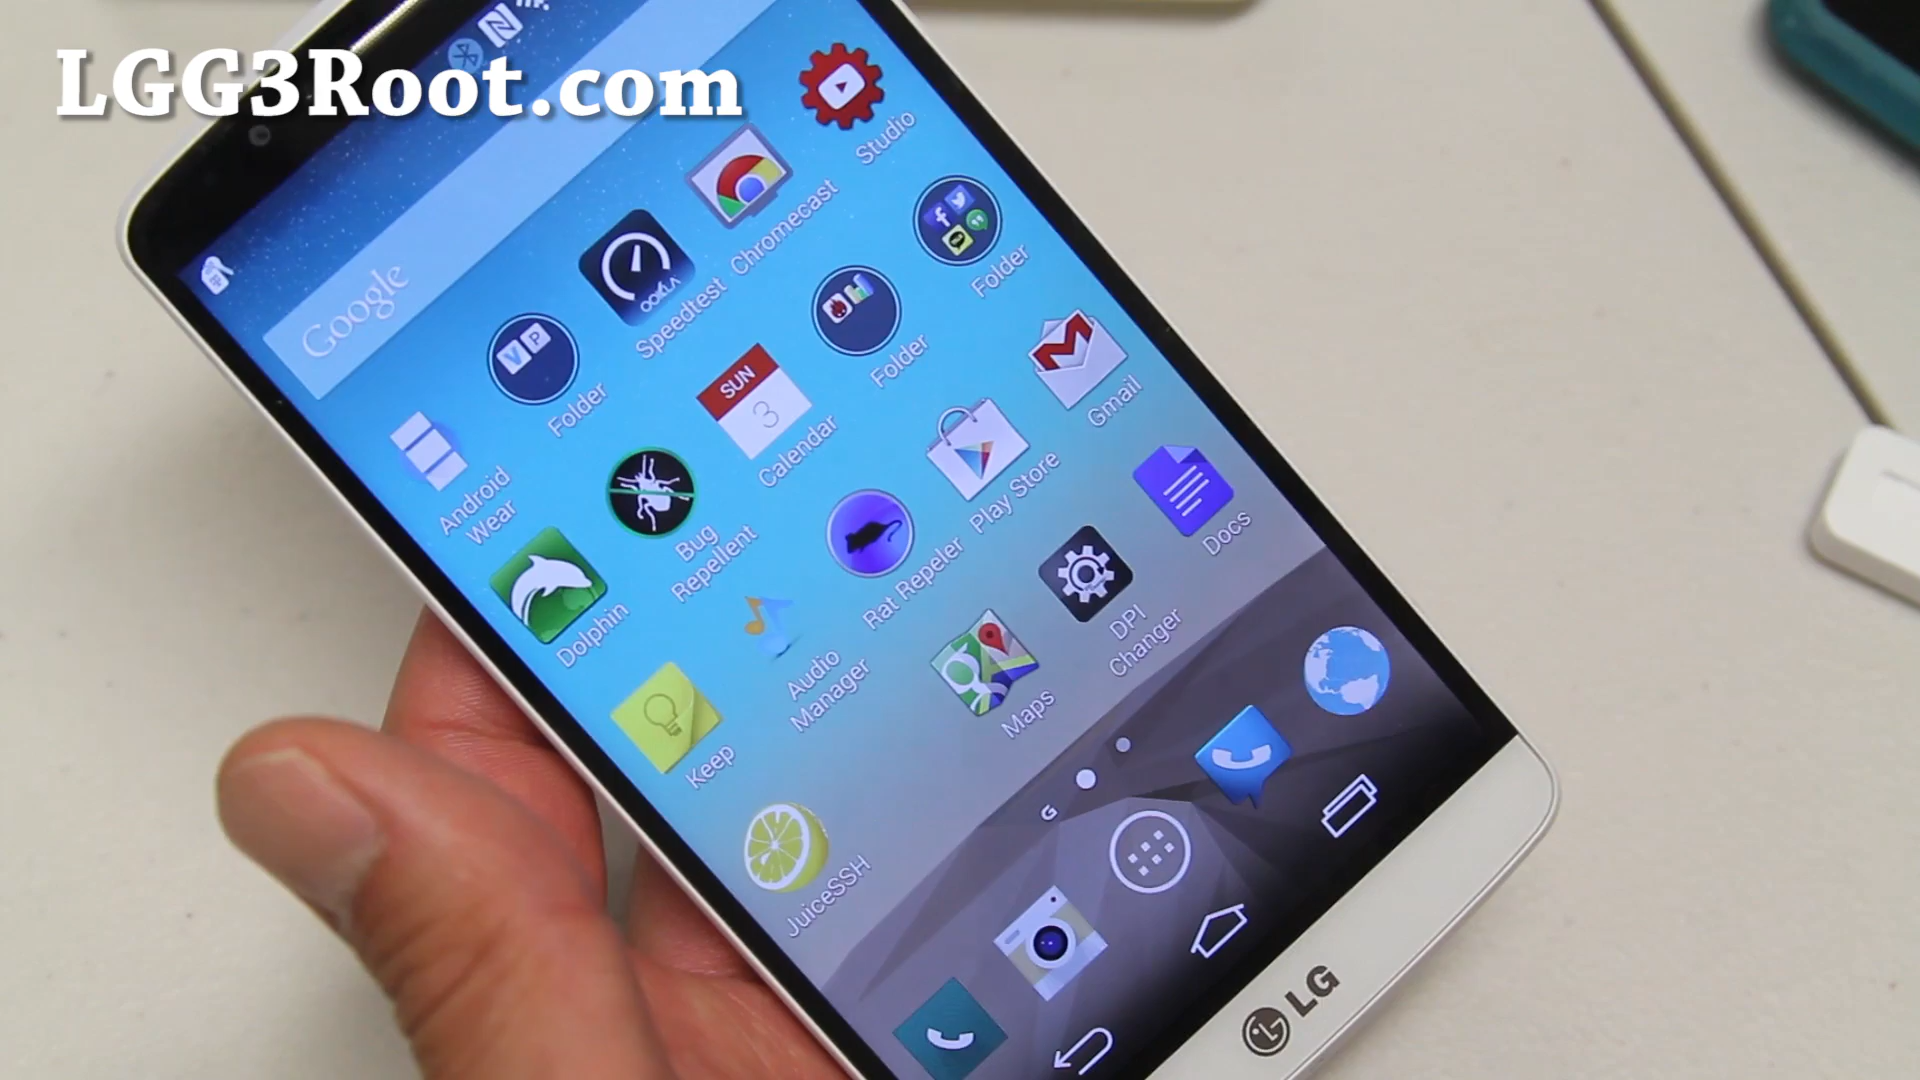 LGG3Root.com
Google
Studio
Chromecast
OOKLA
Speedtest
V P
Folder
Android
Wear
Folder
Folder
SUN
3
Calendar
Gmail
Play Store
Bug
Repellent
Dolphin
Rat Repeler
Docs
DPI
Changer
Audio
Manager
Maps
Keep
JuiceSSH
G
LG